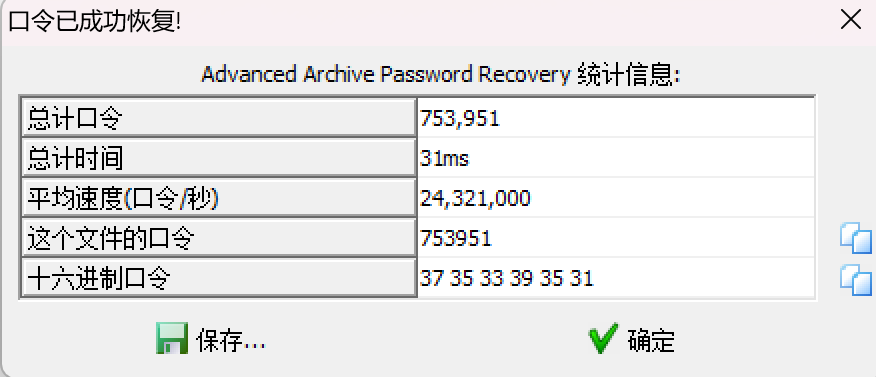 口令已成功恢复!
Advanced Archive Password Recovery 统计信息:
总计口令 753,951
总计时间 31ms
平均速度(口令/秒) 24,321,000
这个文件的口令 753951
十六进制口令 37 35 33 39 35 31
保存... 确定